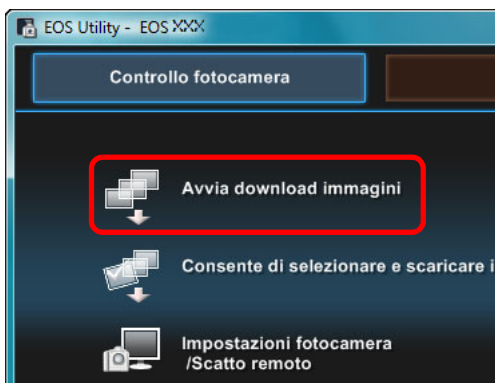 EOS Utility - EOS XXX
Controllo fotocamera
Avvia download immagini
Consente di selezionare e scaricare i
Impostazioni fotocamera
/Scatto remoto